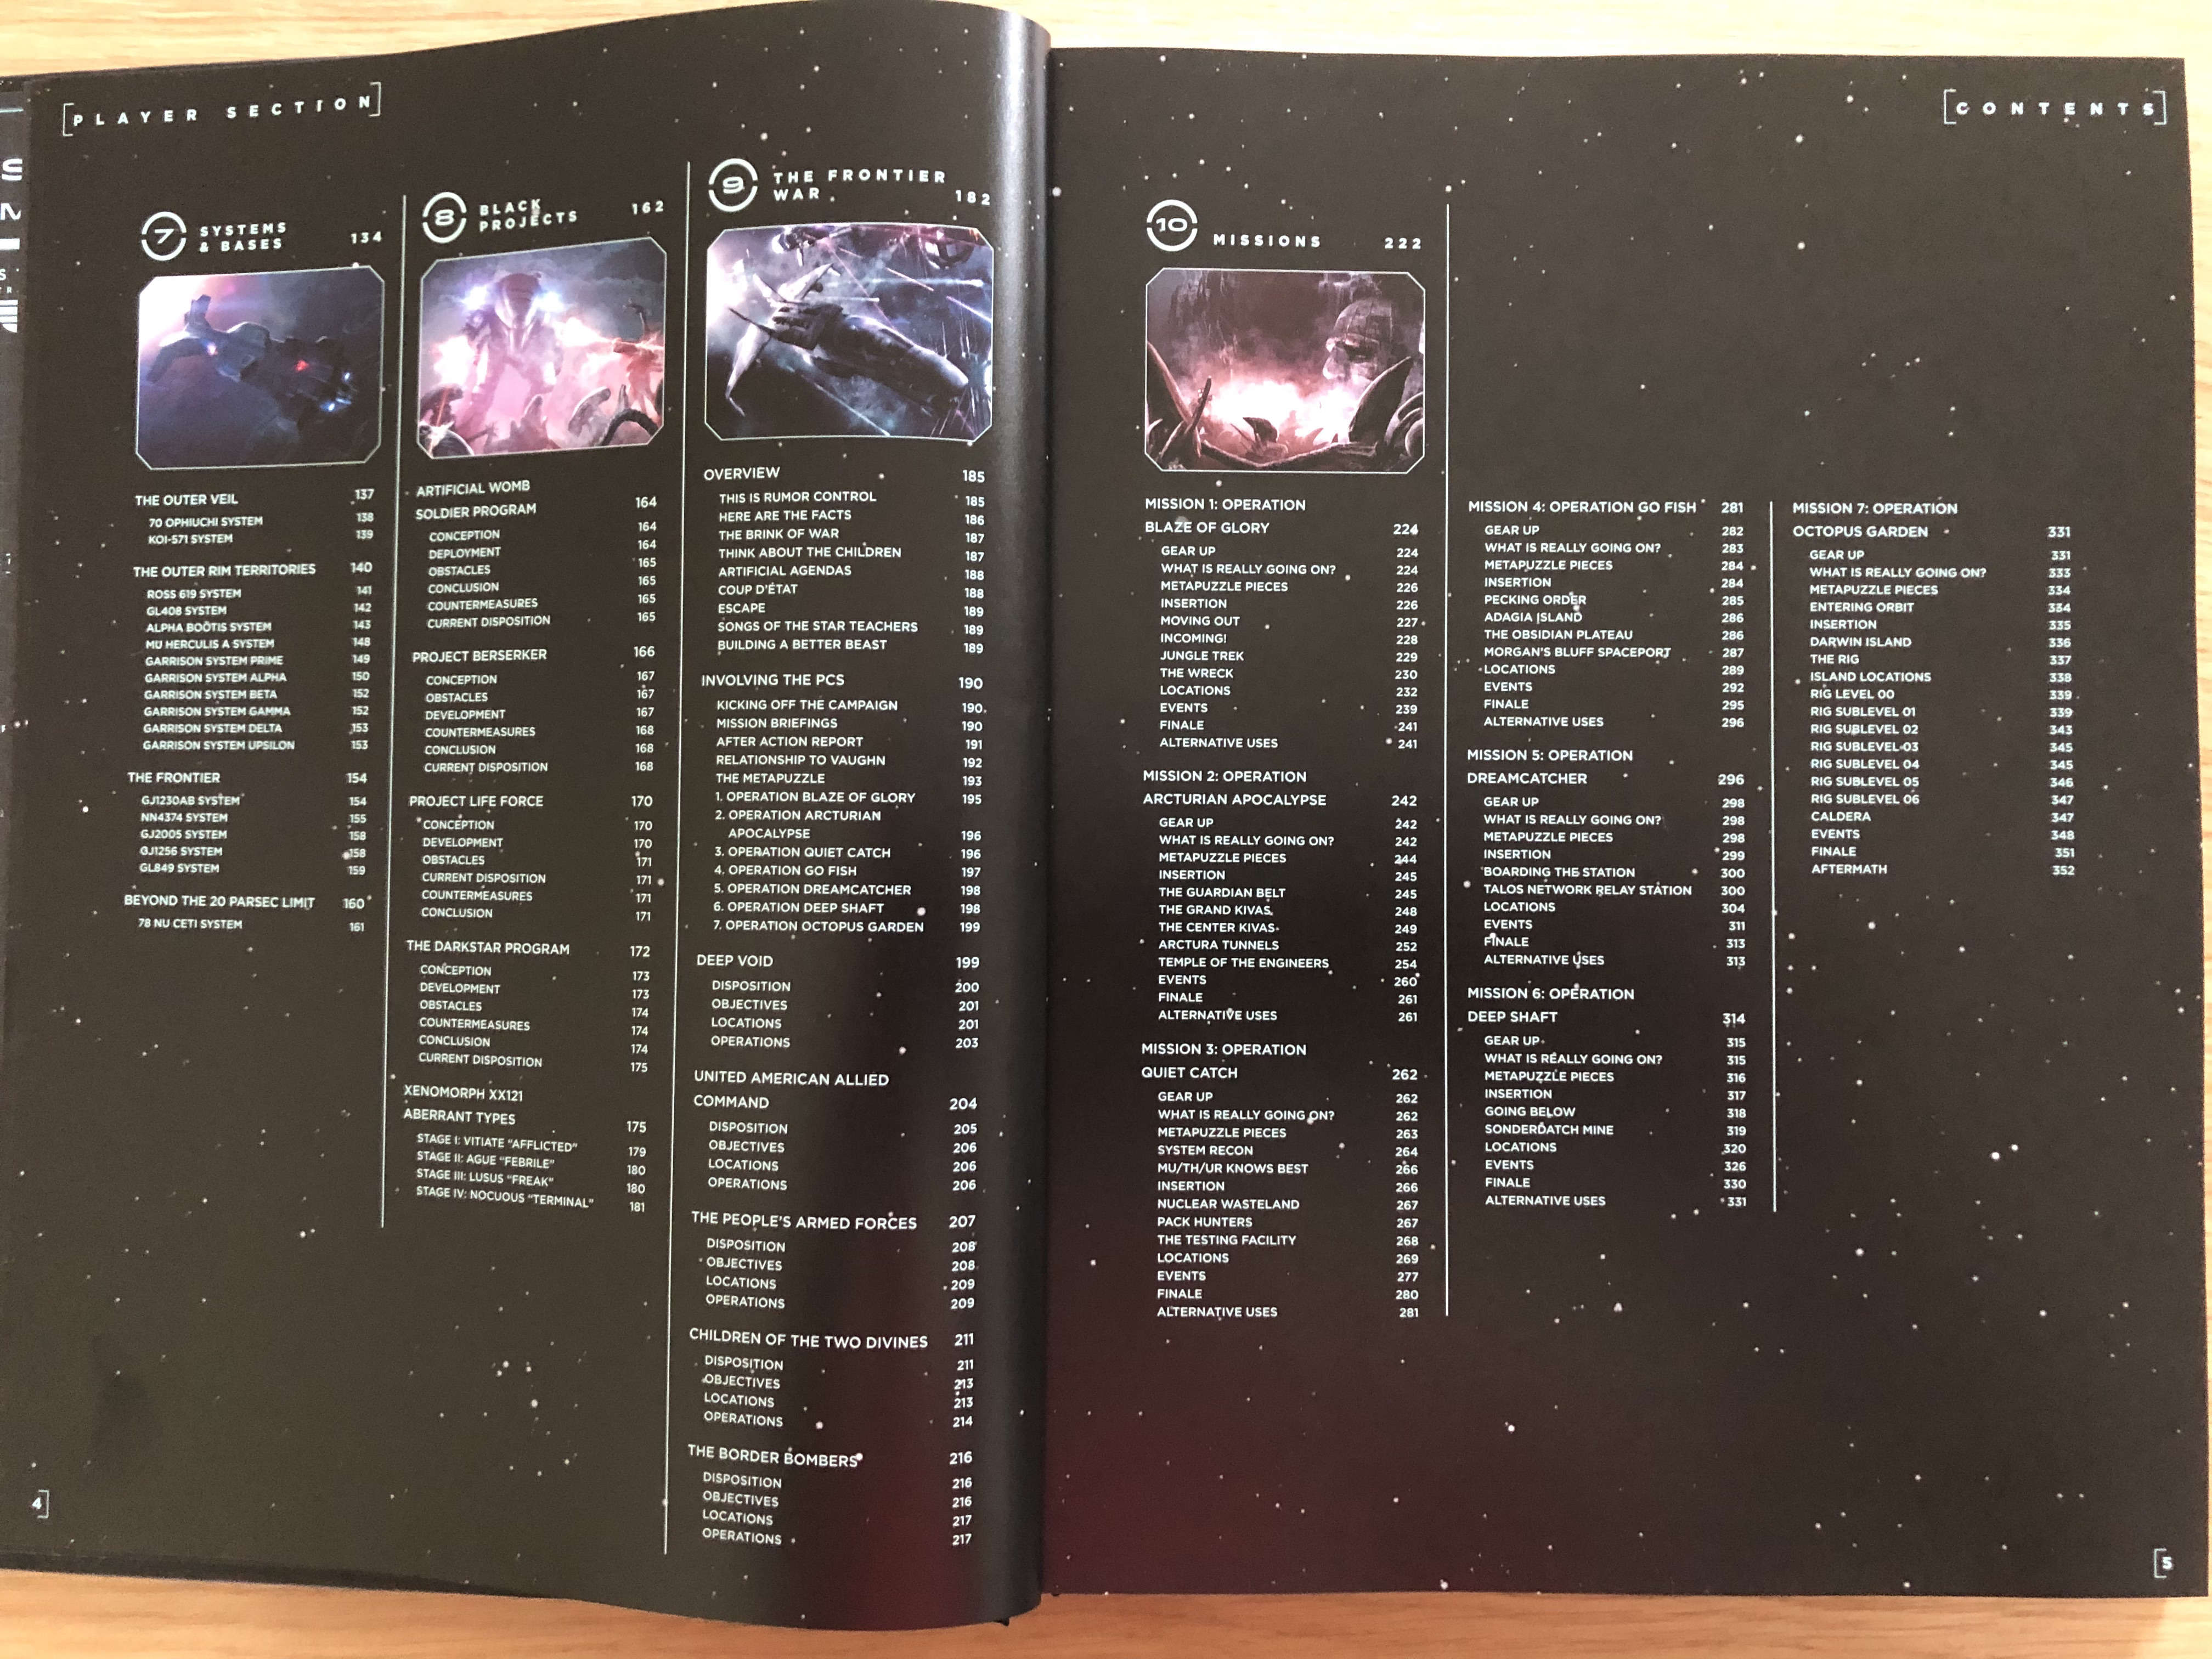 [PLAYER SECTION]
7 SYSTEMS
& BASES 134
THE OUTER VEIL 137
70 OPHIUCHI SYSTEM 138
KOI-571 SYSTEM 139
THE OUTER RIM TERRITORIES 140
ROSS 619 SYSTEM 141
GL408 SYSTEM 142
ALPHA BOÖTIS SYSTEM 143
MU HERCULIS A SYSTEM 148
GARRISON SYSTEM PRIME 149
GARRISON SYSTEM ALPHA 150
GARRISON SYSTEM BETA 152
GARRISON SYSTEM GAMMA 152
GARRISON SYSTEM DELTA 153
GARRISON SYSTEM UPSILON 153
THE FRONTIER 154
GJ1230AB SYSTEM 154
NN4374 SYSTEM 155
GJ2005 SYSTEM 158
GJ1256 SYSTEM 158
GL849 SYSTEM 159
BEYOND THE 20 PARSEC LIMIT 160
78 NU CETI SYSTEM 161
8 BLACK
PROJECTS 162
ARTIFICIAL WOMB
SOLDIER PROGRAM 164
CONCEPTION 164
DEPLOYMENT 164
OBSTACLES 165
CONCLUSION 165
COUNTERMEASURES 165
CURRENT DISPOSITION 165
PROJECT BERSERKER 166
CONCEPTION 167
OBSTACLES 167
DEVELOPMENT 167
COUNTERMEASURES 168
CONCLUSION 168
CURRENT DISPOSITION 168
PROJECT LIFE FORCE 170
CONCEPTION 170
DEVELOPMENT 170
OBSTACLES 171
CURRENT DISPOSITION 171
COUNTERMEASURES 171
CONCLUSION 171
THE DARKSTAR PROGRAM 172
CONCEPTION 173
DEVELOPMENT 173
OBSTACLES 174
COUNTERMEASURES 174
CONCLUSION 174
CURRENT DISPOSITION 175
XENOMORPH XX121
ABERRANT TYPES 175
STAGE I: VITIATE "AFFLICTED" 179
STAGE II: AGUE "FEBRILE" 180
STAGE III: LUSUS "FREAK" 180
STAGE IV: NOCUOUS "TERMINAL" 181
9 THE FRONTIER
WAR 182
OVERVIEW 185
THIS IS RUMOR CONTROL 185
HERE ARE THE FACTS 186
THE BRINK OF WAR 187
THINK ABOUT THE CHILDREN 187
ARTIFICIAL AGENDAS 188
COUP D'ÉTAT 188
ESCAPE 189
SONGS OF THE STAR TEACHERS 189
BUILDING A BETTER BEAST 189
INVOLVING THE PCS 190
KICKING OFF THE CAMPAIGN 190
MISSION BRIEFINGS 190
AFTER ACTION REPORT 191
RELATIONSHIP TO VAUGHN 192
THE METAPUZZLE 193
1. OPERATION BLAZE OF GLORY 195
2. OPERATION ARCTURIAN
APOCALYPSE 196
3. OPERATION QUIET CATCH 196
4. OPERATION GO FISH 197
5. OPERATION DREAMCATCHER 198
6. OPERATION DEEP SHAFT 198
7. OPERATION OCTOPUS GARDEN 199
DEEP VOID 199
DISPOSITION 200
OBJECTIVES 201
LOCATIONS 201
OPERATIONS 203
UNITED AMERICAN ALLIED
COMMAND 204
DISPOSITION 205
OBJECTIVES 206
LOCATIONS 206
OPERATIONS 206
THE PEOPLE'S ARMED FORCES 207
DISPOSITION 208
OBJECTIVES 208
LOCATIONS 209
OPERATIONS 209
CHILDREN OF THE TWO DIVINES 211
DISPOSITION 211
OBJECTIVES 213
LOCATIONS 213
OPERATIONS 214
THE BORDER BOMBERS 216
DISPOSITION 216
OBJECTIVES 216
LOCATIONS 217
OPERATIONS 217
4]
[CONTENTS]
10 MISSIONS 222
MISSION 1: OPERATION
BLAZE OF GLORY 224
GEAR UP 224
WHAT IS REALLY GOING ON? 224
METAPUZZLE PIECES 226
INSERTION 226
MOVING OUT 227
INCOMING! 228
JUNGLE TREK 229
THE WRECK 230
LOCATIONS 232
EVENTS 239
FINALE 241
ALTERNATIVE USES 241
MISSION 2: OPERATION
ARCTURIAN APOCALYPSE 242
GEAR UP 242
WHAT IS REALLY GOING ON? 242
METAPUZZLE PIECES 244
INSERTION 245
THE GUARDIAN BELT 245
THE GRAND KIVAS 248
THE CENTER KIVAS 249
ARCTURA TUNNELS 252
TEMPLE OF THE ENGINEERS 254
EVENTS 260
FINALE 261
ALTERNATIVE USES 261
MISSION 3: OPERATION
QUIET CATCH 262
GEAR UP 262
WHAT IS REALLY GOING ON? 262
METAPUZZLE PIECES 263
SYSTEM RECON 264
MU/TH/UR KNOWS BEST 266
INSERTION 266
NUCLEAR WASTELAND 267
PACK HUNTERS 267
THE TESTING FACILITY 268
LOCATIONS 269
EVENTS 277
FINALE 280
ALTERNATIVE USES 281
MISSION 4: OPERATION GO FISH 281
GEAR UP 282
WHAT IS REALLY GOING ON? 283
METAPUZZLE PIECES 284
INSERTION 284
PECKING ORDER 285
ADAGIA ISLAND 286
THE OBSIDIAN PLATEAU 286
MORGAN'S BLUFF SPACEPORT 287
LOCATIONS 289
EVENTS 292
FINALE 295
ALTERNATIVE USES 296
MISSION 5: OPERATION
DREAMCATCHER 296
GEAR UP 298
WHAT IS REALLY GOING ON? 298
METAPUZZLE PIECES 298
INSERTION 299
BOARDING THE STATION 300
TALOS NETWORK RELAY STATION 300
LOCATIONS 304
EVENTS 311
FINALE 313
ALTERNATIVE USES 313
MISSION 6: OPERATION
DEEP SHAFT 314
GEAR UP 315
WHAT IS REALLY GOING ON? 315
METAPUZZLE PIECES 316
INSERTION 317
GOING BELOW 318
SONDERDATCH MINE 319
LOCATIONS 320
EVENTS 326
FINALE 330
ALTERNATIVE USES 331
MISSION 7: OPERATION
OCTOPUS GARDEN 331
GEAR UP 331
WHAT IS REALLY GOING ON? 333
METAPUZZLE PIECES 334
ENTERING ORBIT 334
INSERTION 335
DARWIN ISLAND 336
THE RIG 337
ISLAND LOCATIONS 338
RIG LEVEL 00 339
RIG SUBLEVEL 01 339
RIG SUBLEVEL 02 343
RIG SUBLEVEL 03 345
RIG SUBLEVEL 04 345
RIG SUBLEVEL 05 346
RIG SUBLEVEL 06 347
CALDERA 347
EVENTS 348
FINALE 351
AFTERMATH 352
[5